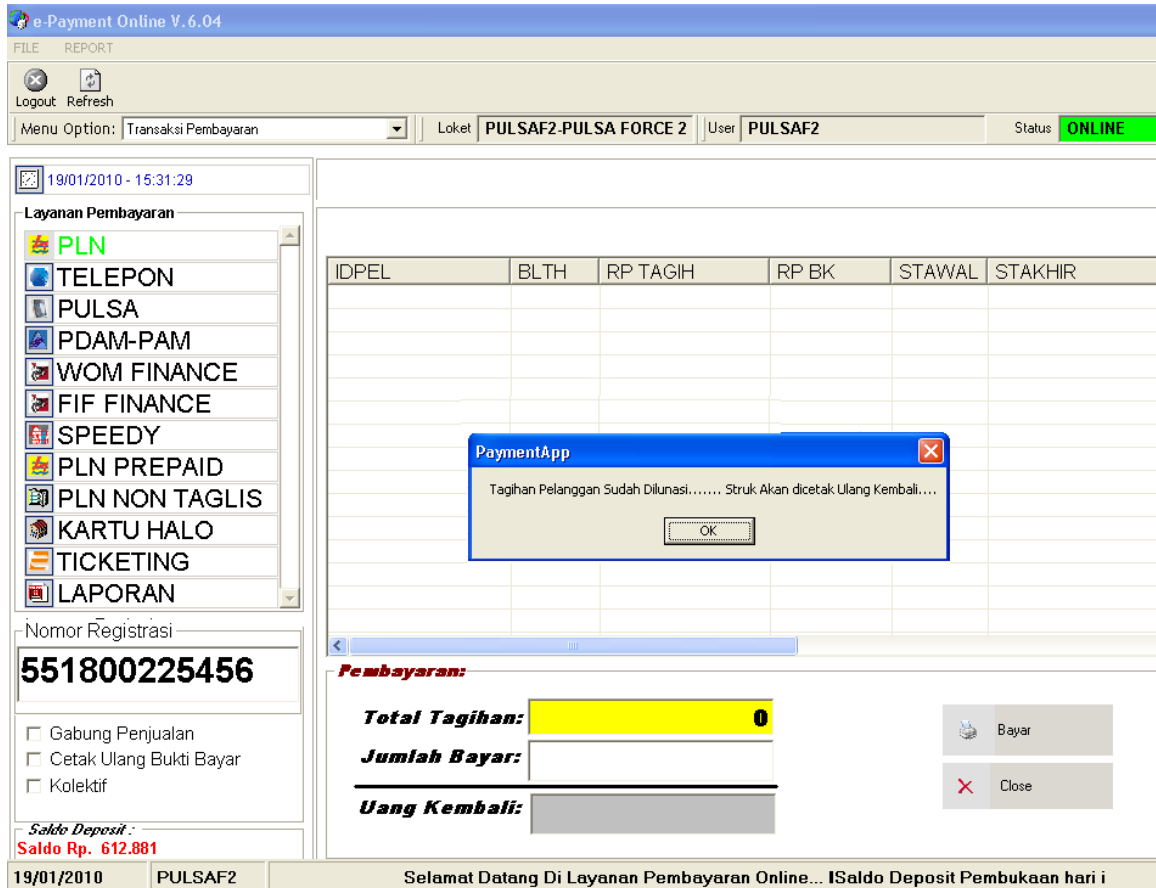 e-Payment Online V.6.04
FILE REPORT
Logout Refresh
Menu Option: Transaksi Pembayaran Loket PULSAF2-PULSA FORCE 2 User PULSAF2 Status ONLINE
19/01/2010 - 15:31:29
Layanan Pembayaran
PLN
TELEPON
PULSA
PDAM-PAM
WOM FINANCE
FIF FINANCE
SPEEDY
PLN PREPAID
PLN NON TAGLIS
KARTU HALO
TICKETING
LAPORAN
IDPEL BLTH RP TAGIH RP BK STAWAL STAKHIR
PaymentApp
Tagihan Pelanggan Sudah Dilunasi....... Struk Akan dicetak Ulang Kembali....
OK
Nomor Registrasi
551800225456
Gabung Penjualan
Cetak Ulang Bukti Bayar
Kolektif
Saldo Deposit :
Saldo Rp. 612.881
Pembayaran:
Total Tagihan: 0
Jumlah Bayar:
Uang Kembali:
Bayar
Close
19/01/2010 PULSAF2 Selamat Datang Di Layanan Pembayaran Online... !Saldo Deposit Pembukaan hari i